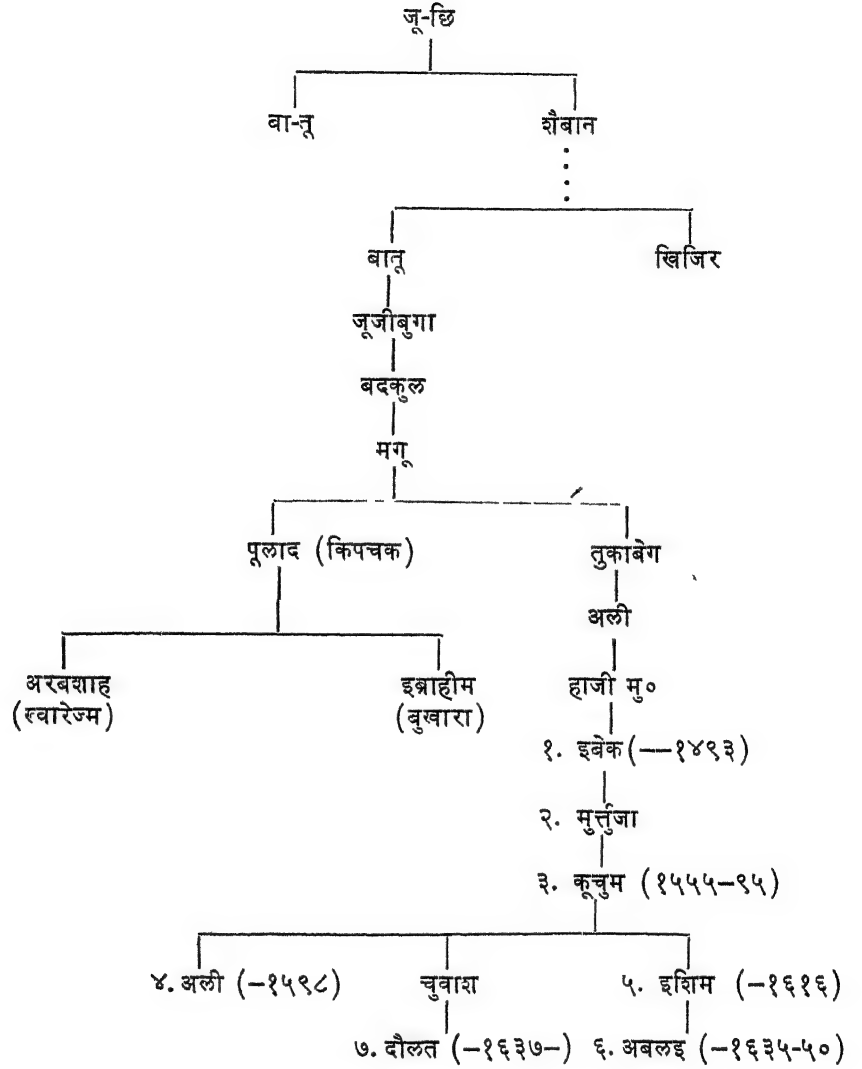 जू-छि
बा-तू शैबान
बातू खिजिर
जूजीबुगा
बदकुल
मगू
पूलाद (किपचक) तुकाबेग
अली
अरबशाह इब्राहीम हाजी मु०
(ख्वारेज्म) (बुखारा)
१. इबेक (—१४९३)
२. मुर्त्तुजा
३. कूचुम (१५५५–९५)
४. अली (–१५९८) चुवाश ५. इशिम (–१६१६)
७. दौलत (–१६३७–) ६. अबलइ (–१६३५-५०)